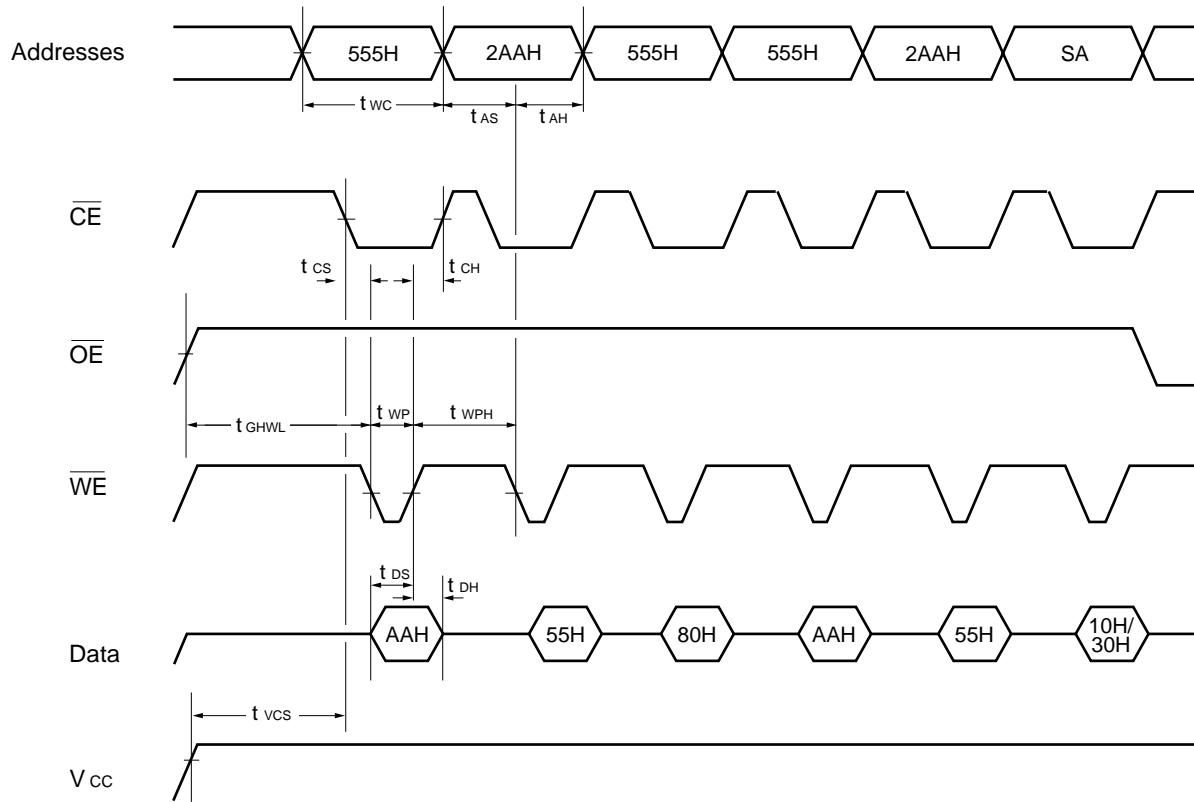 Addresses 555H 2AAH 555H 555H 2AAH SA
t WC t AS t AH
CE
t CS t CH
OE
t GHWL t WP t WPH
WE
t DS t DH
Data AAH 55H 80H AAH 55H 10H/
30H
t VCS
V CC